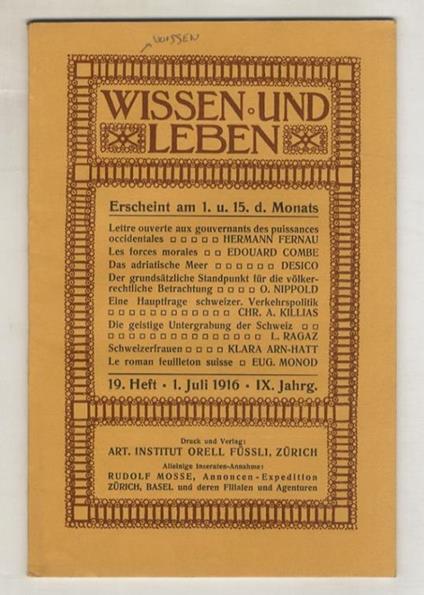 WISSEN
WISSEN · UND
LEBEN
Erscheint am 1. u. 15. d. Monats
Lettre ouverte aux gouvernants des puissances
occidentales □ □ □ □ □ HERMANN FERNAU
Les forces morales □ □ EDOUARD COMBE
Das adriatische Meer □ □ □ □ □ □ DESICO
Der grundsätzliche Standpunkt für die völker-
rechtliche Betrachtung □ □ □ O. NIPPOLD
Eine Hauptfrage schweizer. Verkehrspolitik
□ □ □ □ □ □ □ □ □ CHR. A. KILLIAS
Die geistige Untergrabung der Schweiz □ □
□ □ □ □ □ □ □ □ □ □ □ L. RAGAZ
Schweizerfrauen □ □ □ KLARA ARN-HATT
Le roman feuilleton suisse □ EUG. MONOD
19. Heft · 1. Juli 1916 · IX. Jahrg.
Druck und Verlag:
ART. INSTITUT ORELL FÜSSLI, ZÜRICH
Alleinige Inseraten-Annahme:
RUDOLF MOSSE, Annoncen-Expedition
ZÜRICH, BASEL und deren Filialen und Agenturen